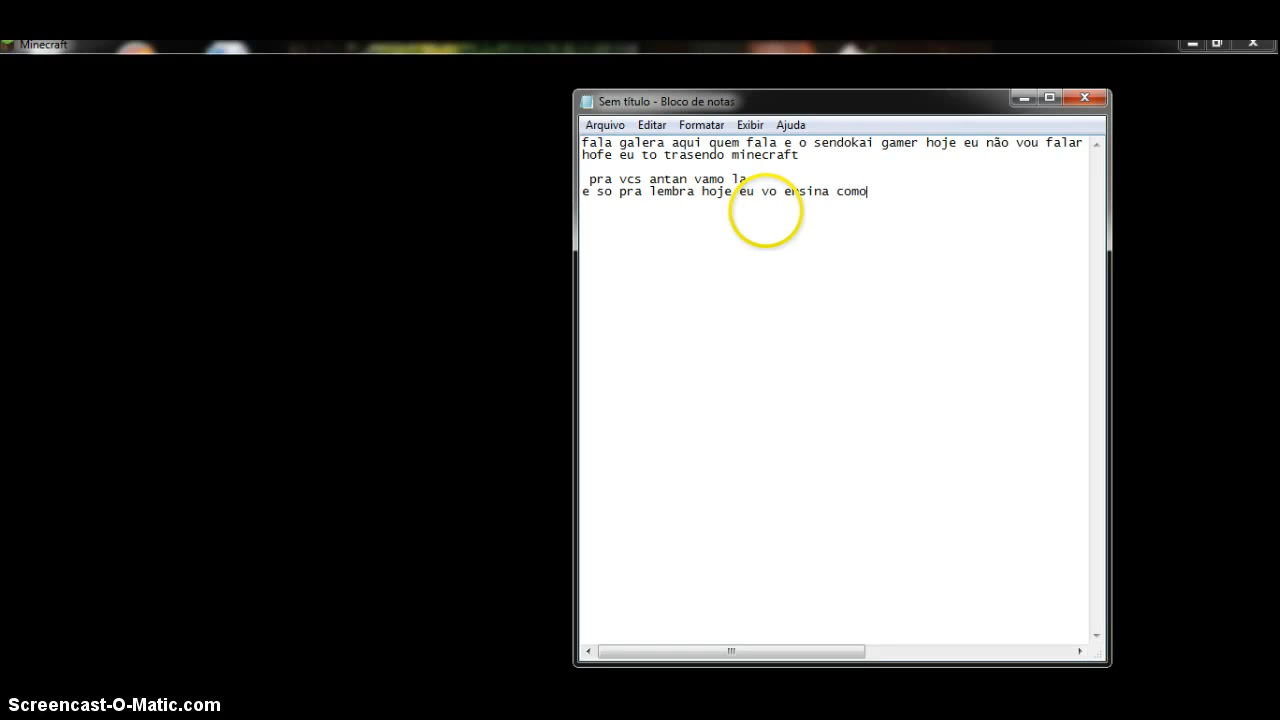 Minecraft
Sem título - Bloco de notas
Arquivo Editar Formatar Exibir Ajuda
fala galera aqui quem fala e o sendokai gamer hoje eu não vou falar
hofe eu to trasendo minecraft
pra vcs antan vamo la
e so pra lembra hoje eu vo ensina como
Screencast-O-Matic.com